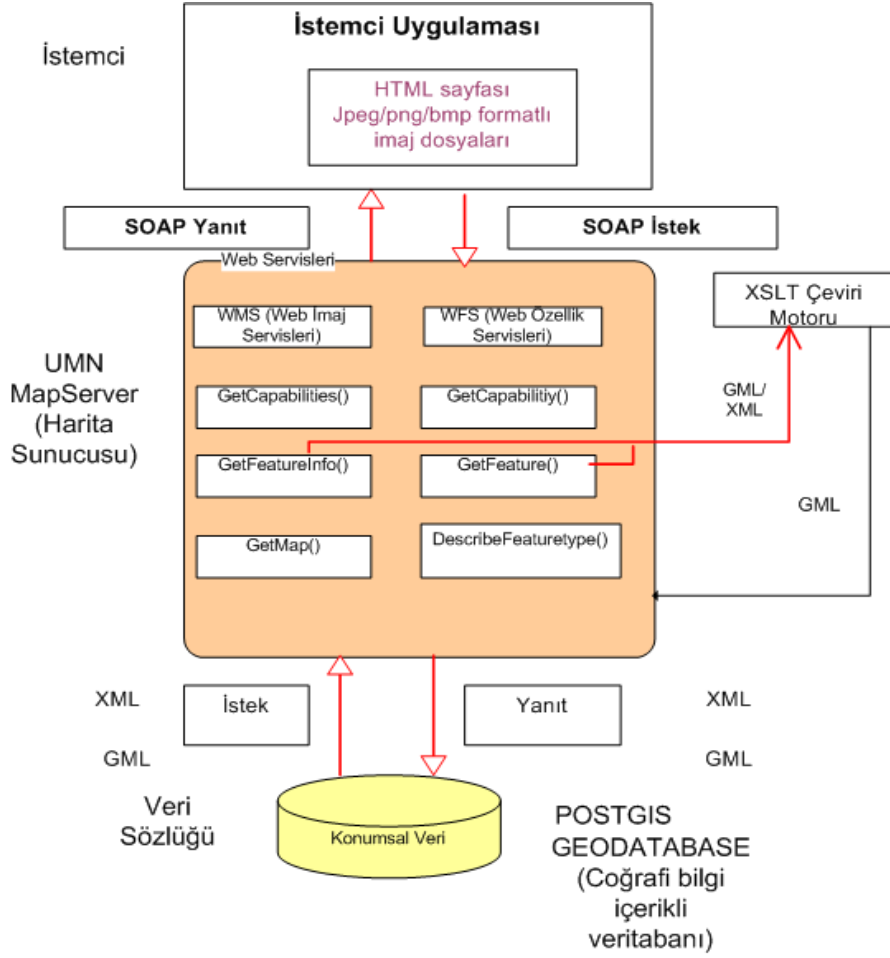 İstemci Uygulaması
İstemci
HTML sayfası
Jpeg/png/bmp formatlı
imaj dosyaları
SOAP Yanıt
SOAP İstek
Web Servisleri
WMS (Web İmaj
Servisleri)
WFS (Web Özellik
Servisleri)
XSLT Çeviri
Motoru
UMN
MapServer
(Harita
Sunucusu)
GetCapabilities()
GetCapabilitiy()
GML/
XML
GetFeatureInfo()
GetFeature()
GML
GetMap()
DescribeFeaturetype()
XML
İstek
Yanıt
XML
GML
GML
Veri
Sözlüğü
Konumsal Veri
POSTGIS
GEODATABASE
(Coğrafi bilgi
içerikli
veritabanı)